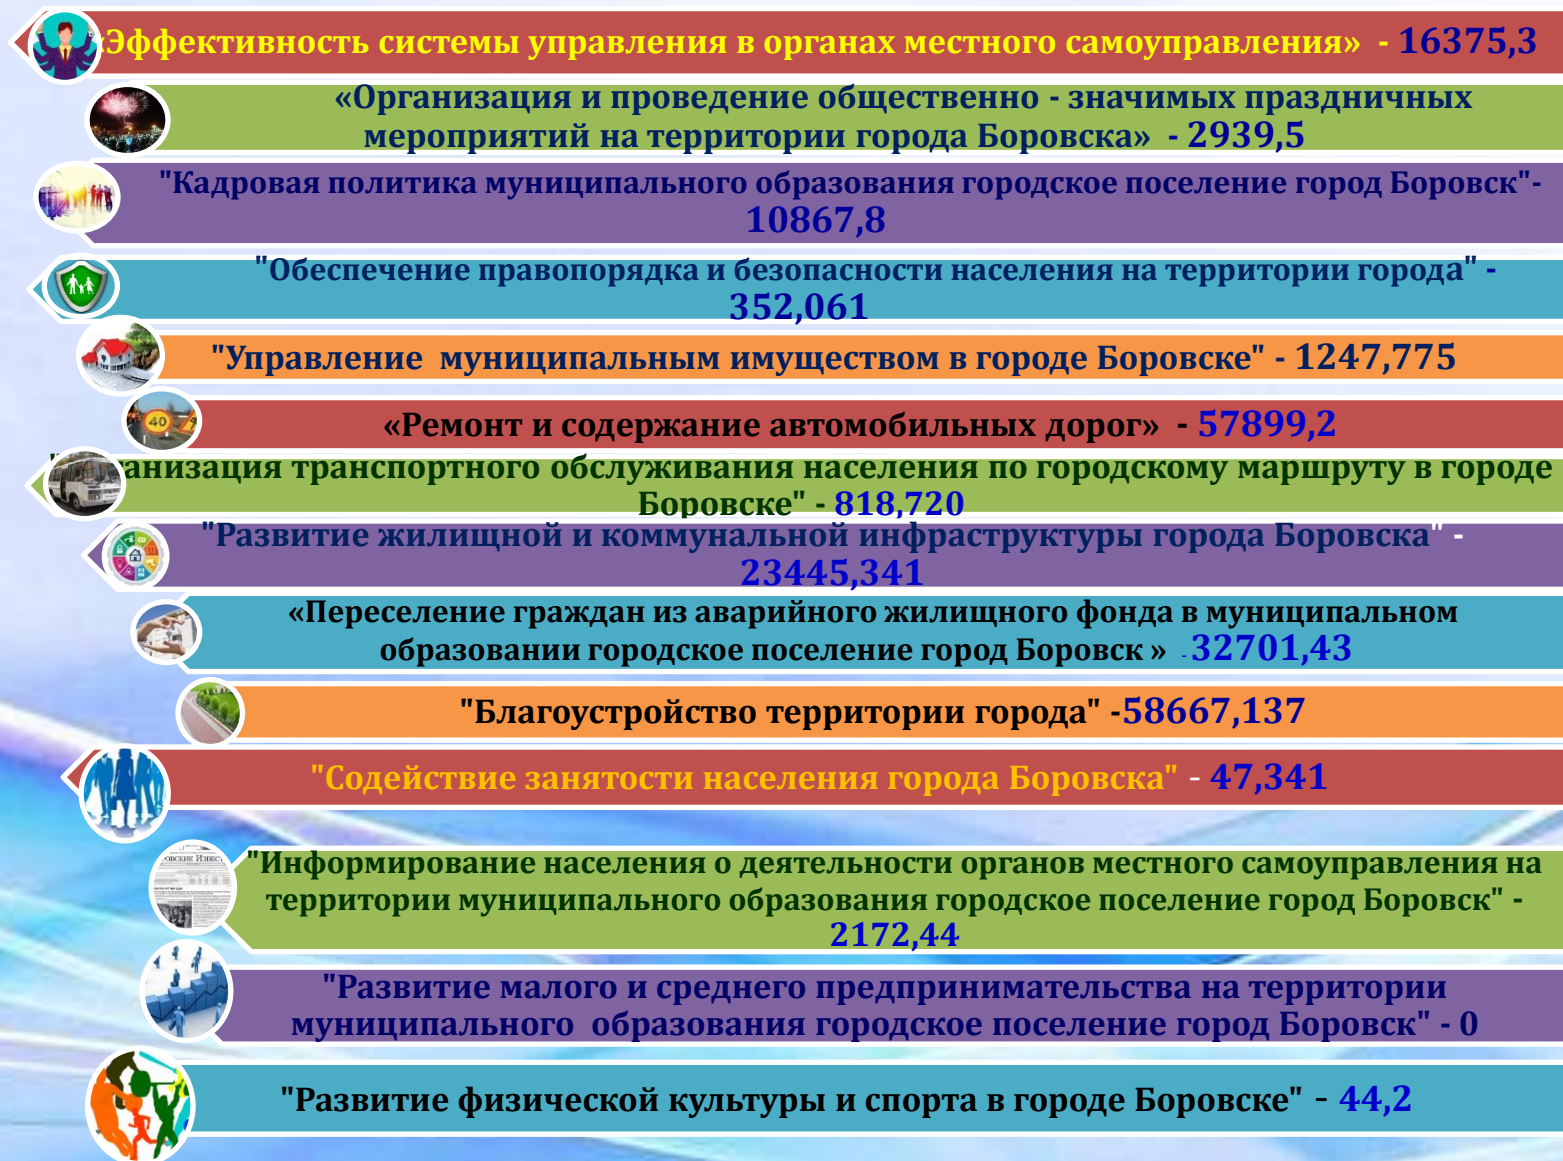 «Эффективность системы управления в органах местного самоуправления» - 16375,3
«Организация и проведение общественно - значимых праздничных
мероприятий на территории города Боровска» - 2939,5
"Кадровая политика муниципального образования городское поселение город Боровск"-
10867,8
"Обеспечение правопорядка и безопасности населения на территории города" -
352,061
"Управление муниципальным имуществом в городе Боровске" - 1247,775
40
«Ремонт и содержание автомобильных дорог» - 57899,2
анизация транспортного обслуживания населения по городскому маршруту в городе
Боровске" - 818,720
"Развитие жилищной и коммунальной инфраструктуры города Боровска" -
23445,341
«Переселение граждан из аварийного жилищного фонда в муниципальном
образовании городское поселение город Боровск » - 32701,43
"Благоустройство территории города" -58667,137
"Содействие занятости населения города Боровска" - 47,341
"Информирование населения о деятельности органов местного самоуправления на
территории муниципального образования городское поселение город Боровск" -
2172,44
"Развитие малого и среднего предпринимательства на территории
муниципального образования городское поселение город Боровск" - 0
"Развитие физической культуры и спорта в городе Боровске" - 44,2